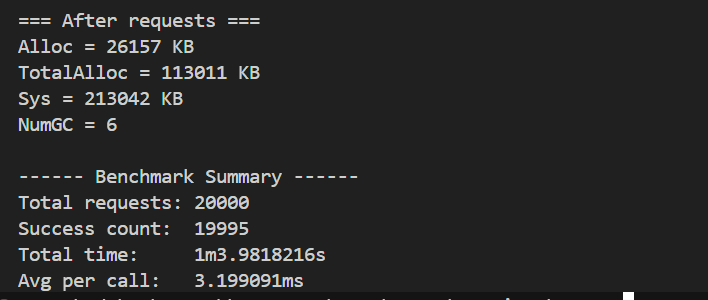 === After requests ===
Alloc = 26157 KB
TotalAlloc = 113011 KB
Sys = 213042 KB
NumGC = 6
------ Benchmark Summary ------
Total requests: 20000
Success count: 19995
Total time: 1m3.9818216s
Avg per call: 3.199091ms